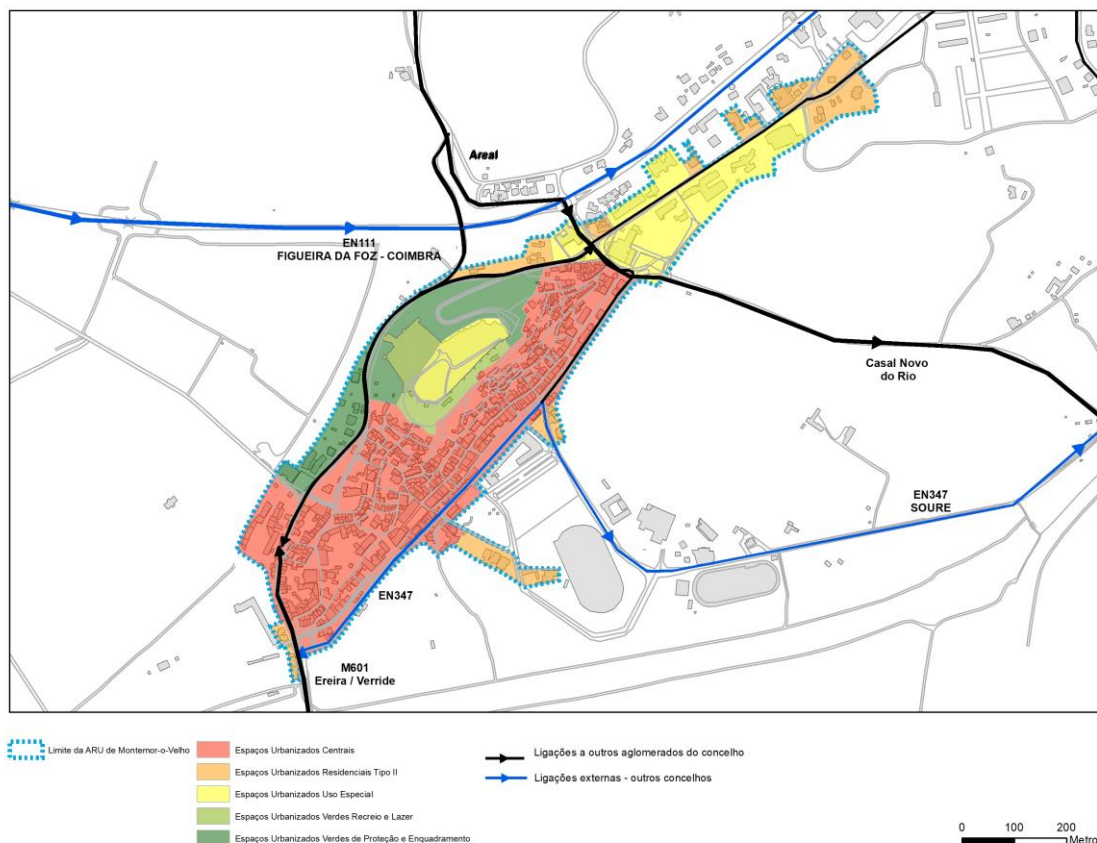 Areal
EN111
FIGUEIRA DA FOZ - COIMBRA
Casal Novo
do Rio
EN347
SOURE
EN347
M601
Ereira / Verride
Limite da ARU de Montemor-o-Velho
Espaços Urbanizados Centrais
Espaços Urbanizados Residenciais Tipo II
Espaços Urbanizados Uso Especial
Espaços Urbanizados Verdes Recreio e Lazer
Espaços Urbanizados Verdes de Proteção e Enquadramento
Ligações a outros aglomerados do concelho
Ligações externas - outros concelhos
0 100 200
Metro